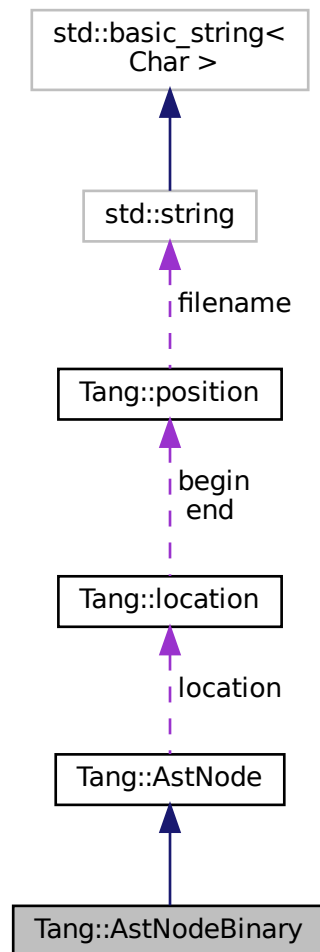 std::basic_string<
Char >
std::string
filename
Tang::position
begin
end
Tang::location
location
Tang::AstNode
Tang::AstNodeBinary